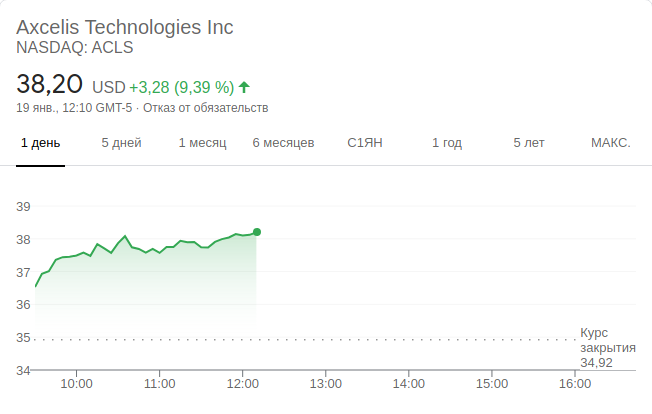 Axcelis Technologies Inc
NASDAQ: ACLS
38,20 USD +3,28 (9,39 %)
19 янв., 12:10 GMT-5 · Отказ от обязательств
1 день 5 дней 1 месяц 6 месяцев С1ЯН 1 год 5 лет МАКС.
39
38
37
36
35
34
Курс
закрытия
34,92
10:00 11:00 12:00 13:00 14:00 15:00 16:00